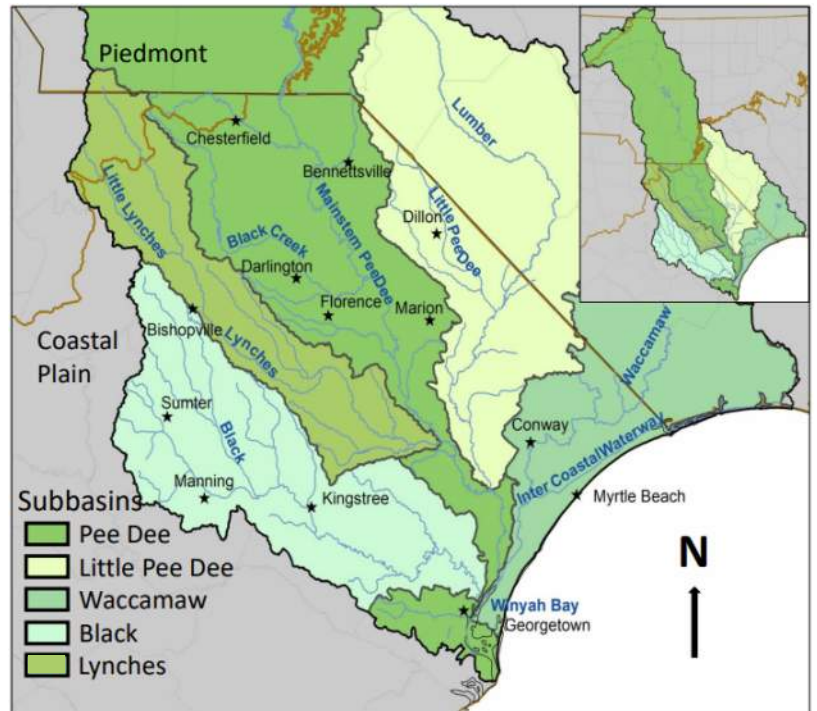 Piedmont
Chesterfield
Bennettsville
Lumber
Little Lynches
Mainstem PeeDee
Little PeeDee
Dillon
Black Creek
Darlington
Florence
Marion
Bishopville
Coastal
Plain
Lynches
Waccamaw
Sumter
Black
Conway
Inter CoastalWaterway
Manning
Kingstree
Myrtle Beach
Subbasins
Pee Dee
Little Pee Dee
Waccamaw
Black
Lynches
N
Winyah Bay
Georgetown